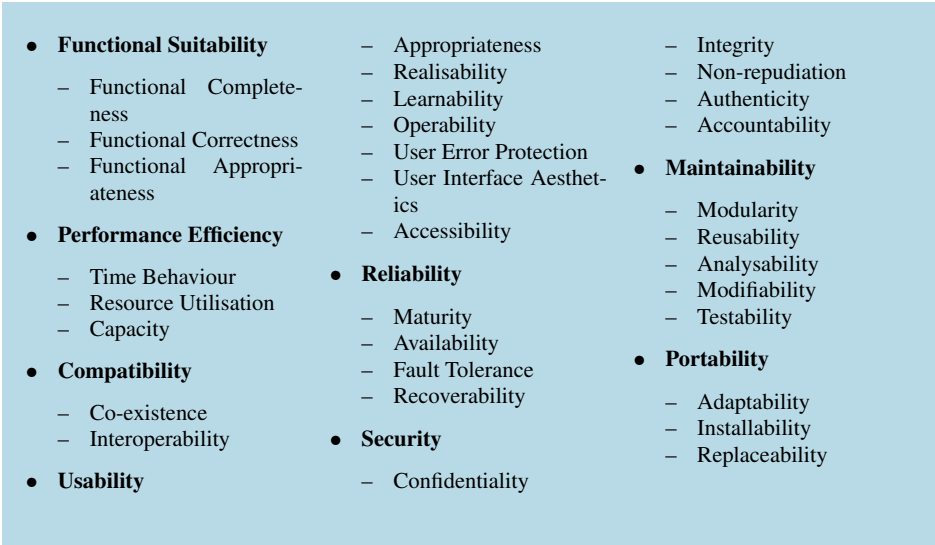 • Functional Suitability
– Functional Complete-
ness
– Functional Correctness
– Functional Appropri-
ateness
• Performance Efficiency
– Time Behaviour
– Resource Utilisation
– Capacity
• Compatibility
– Co-existence
– Interoperability
• Usability
– Appropriateness
– Realisability
– Learnability
– Operability
– User Error Protection
– User Interface Aesthet-
ics
– Accessibility
• Reliability
– Maturity
– Availability
– Fault Tolerance
– Recoverability
• Security
– Confidentiality
– Integrity
– Non-repudiation
– Authenticity
– Accountability
• Maintainability
– Modularity
– Reusability
– Analysability
– Modifiability
– Testability
• Portability
– Adaptability
– Installability
– Replaceability